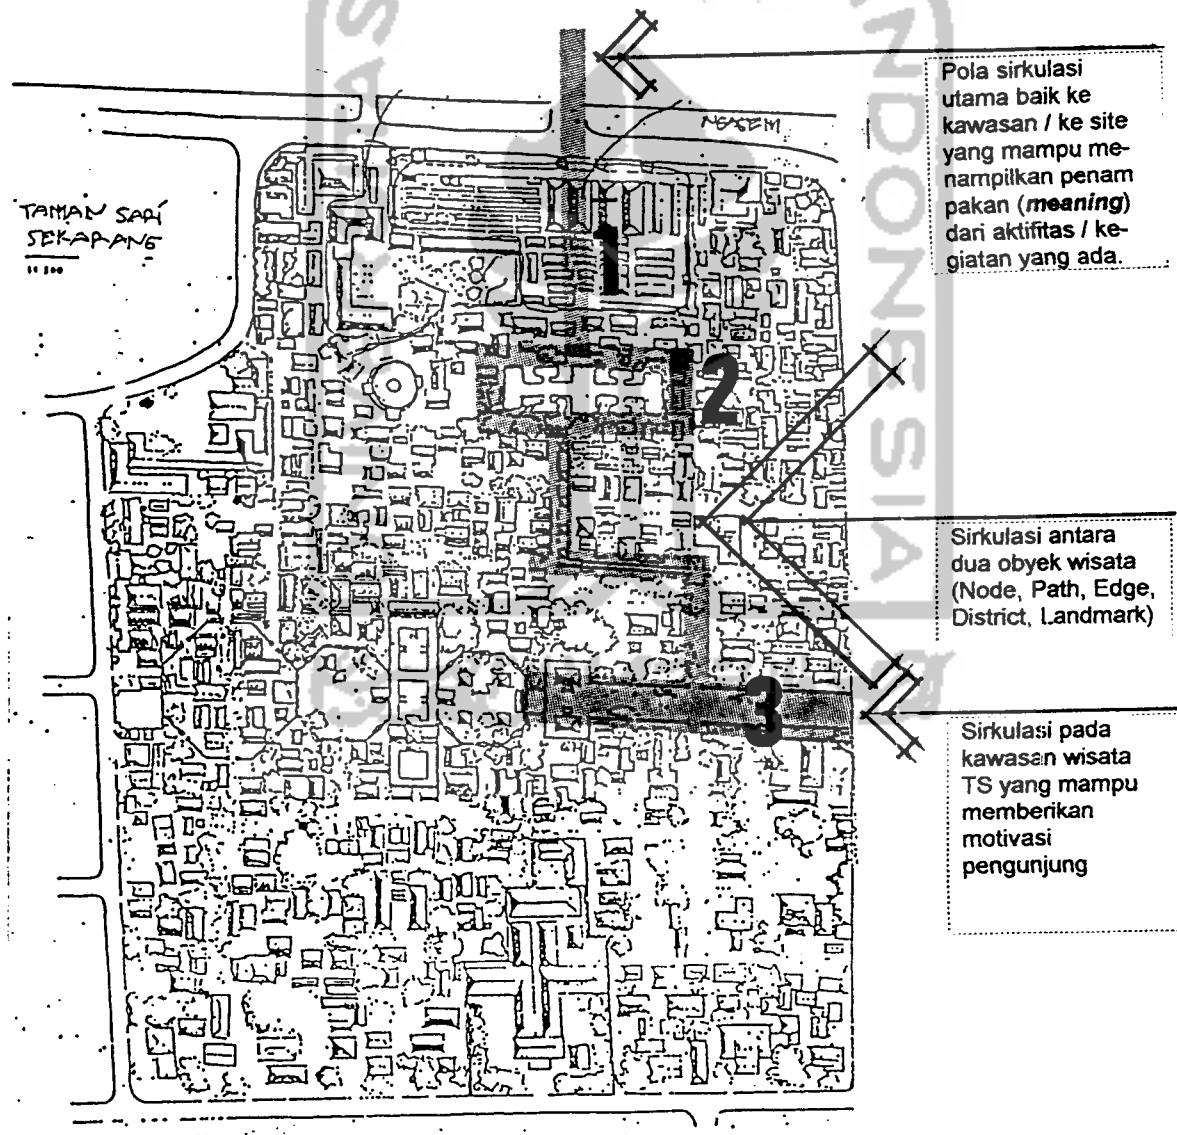 Pola sirkulasi
utama baik ke
kawasan / ke site
yang mampu me-
nampilkan penam
pakan (meaning)
dari aktifitas / ke-
giatan yang ada.
NGASEM
TAMAN SARI
SEKARANG
1
2
Sirkulasi antara
dua obyek wisata
(Node, Path, Edge,
District, Landmark)
3
Sirkulasi pada
kawasan wisata
TS yang mampu
memberikan
motivasi
pengunjung
NDONESIA